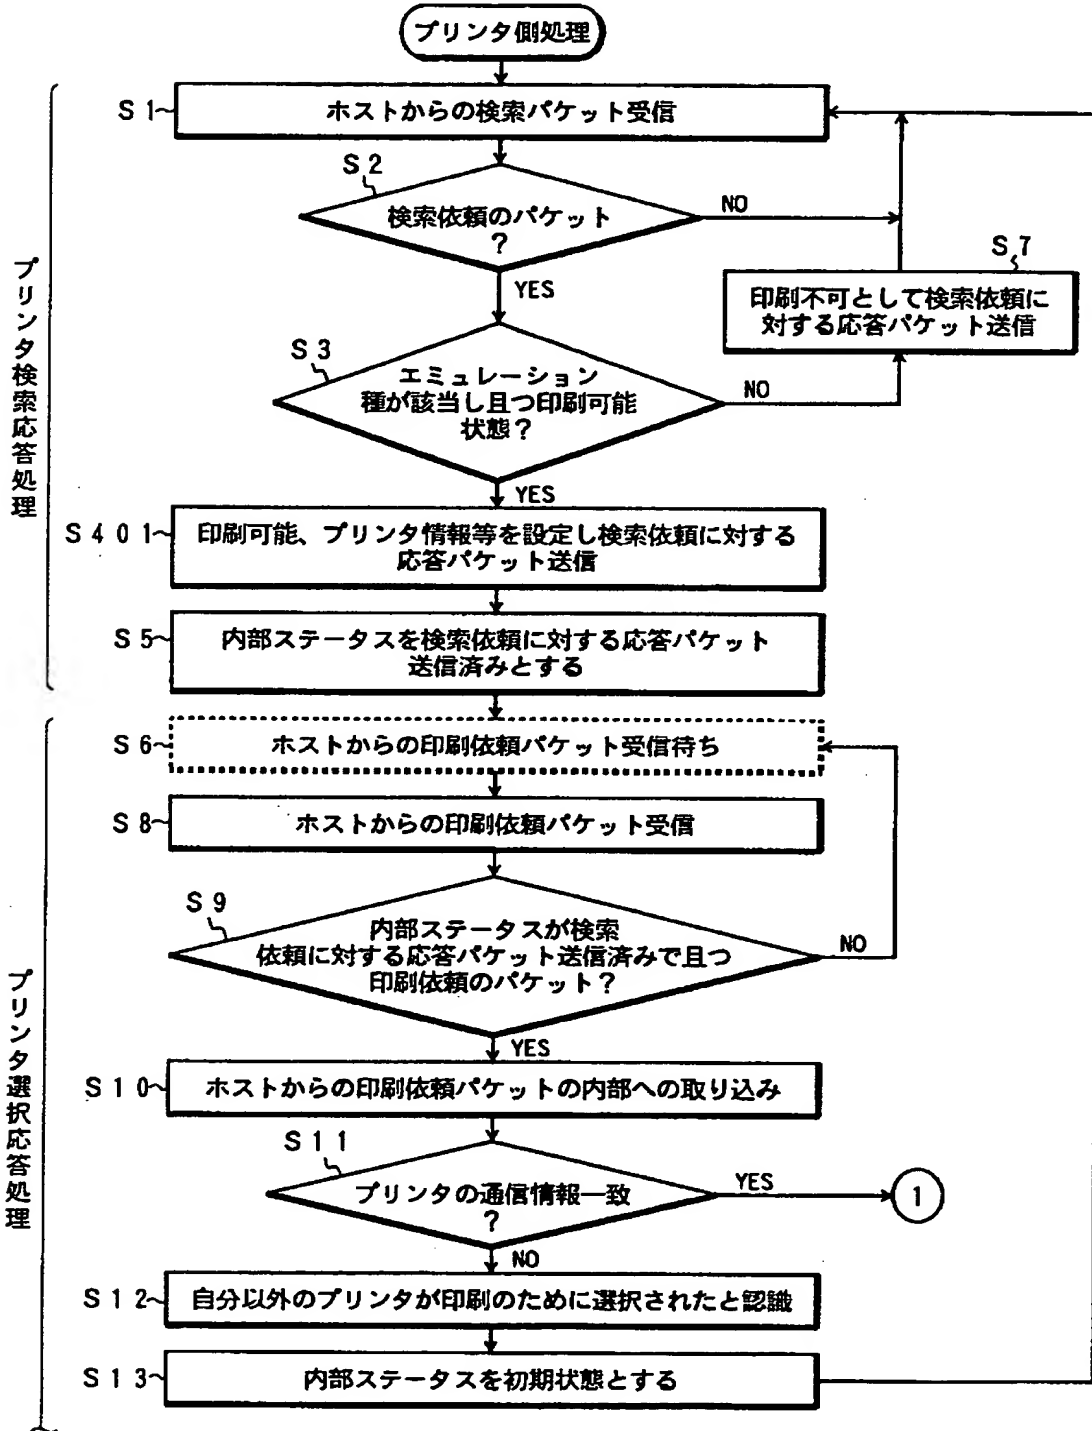 プリンタ側処理
S1
ホストからの検索パケット受信
S2
検索依頼のパケット
?
NO
YES
S7
印刷不可として検索依頼に
対する応答パケット送信
S3
エミュレーション
種が該当し且つ印刷可能
状態?
NO
YES
プリンタ検索応答処理
S401
印刷可能、プリンタ情報等を設定し検索依頼に対する
応答パケット送信
S5
内部ステータスを検索依頼に対する応答パケット
送信済みとする
S6
ホストからの印刷依頼パケット受信待ち
S8
ホストからの印刷依頼パケット受信
S9
内部ステータスが検索
依頼に対する応答パケット送信済みで且つ
印刷依頼のパケット?
NO
YES
プリンタ選択応答処理
S10
ホストからの印刷依頼パケットの内部への取り込み
S11
プリンタの通信情報一致
?
YES
1
NO
S12
自分以外のプリンタが印刷のために選択されたと認識
S13
内部ステータスを初期状態とする